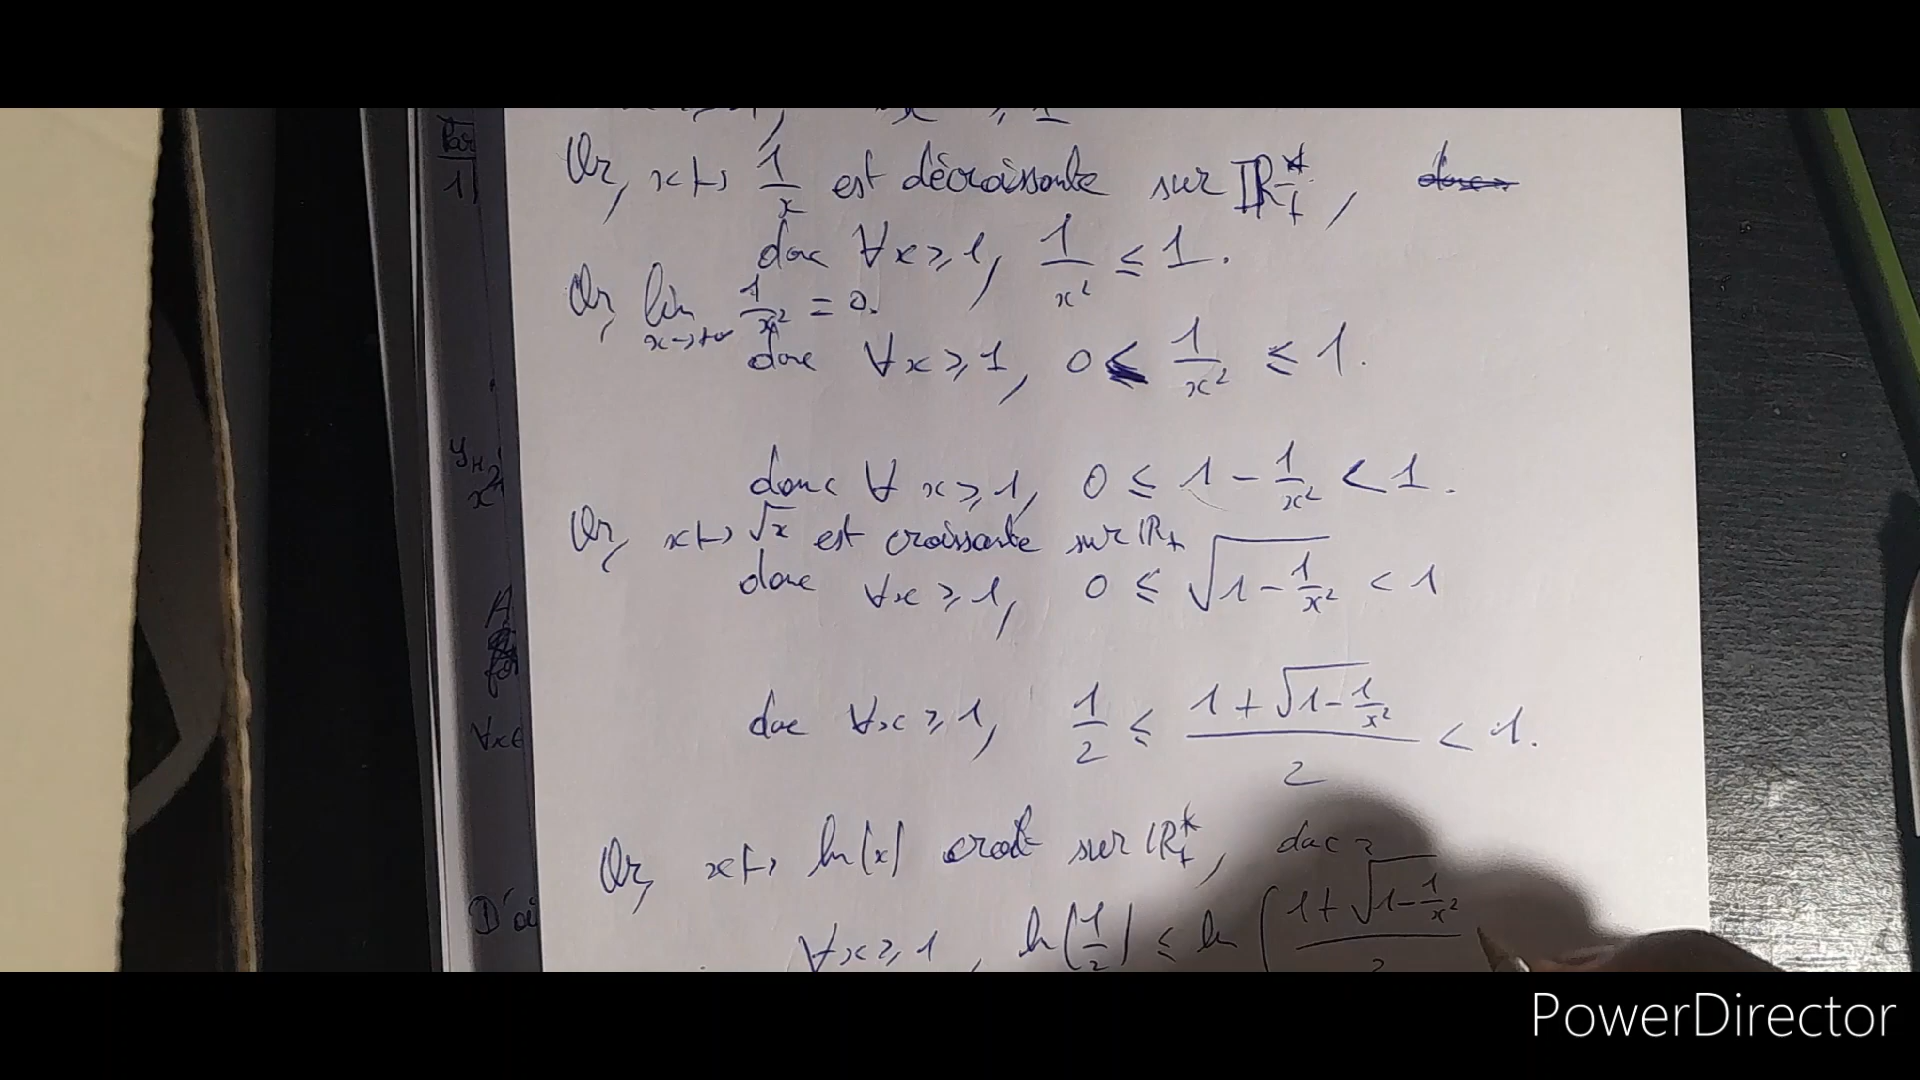 Or, x ↦ 1/x est décroissante sur ℝ₊*,
donc ∀x ≥ 1, 1/x² ≤ 1.
Or, lim x→+∞ 1/x² = 0.
donc ∀x ≥ 1, 0 < 1/x² ≤ 1.
donc ∀ x ≥ 1, 0 ≤ 1 - 1/x² < 1.
Or, x ↦ √x est croissante sur ℝ₊
donc ∀x ≥ 1, 0 ≤ √(1 - 1/x²) < 1
donc ∀x ≥ 1, 1/2 ≤ (1 + √(1 - 1/x²))/2 < 1.
Or, x ↦ ln(x) croît sur ℝ₊*, donc
∀x ≥ 1, ln(1/2) ≤ ln(1 + √(1 - 1/x²)/2
Par
1)
A
∀x∈
PowerDirector